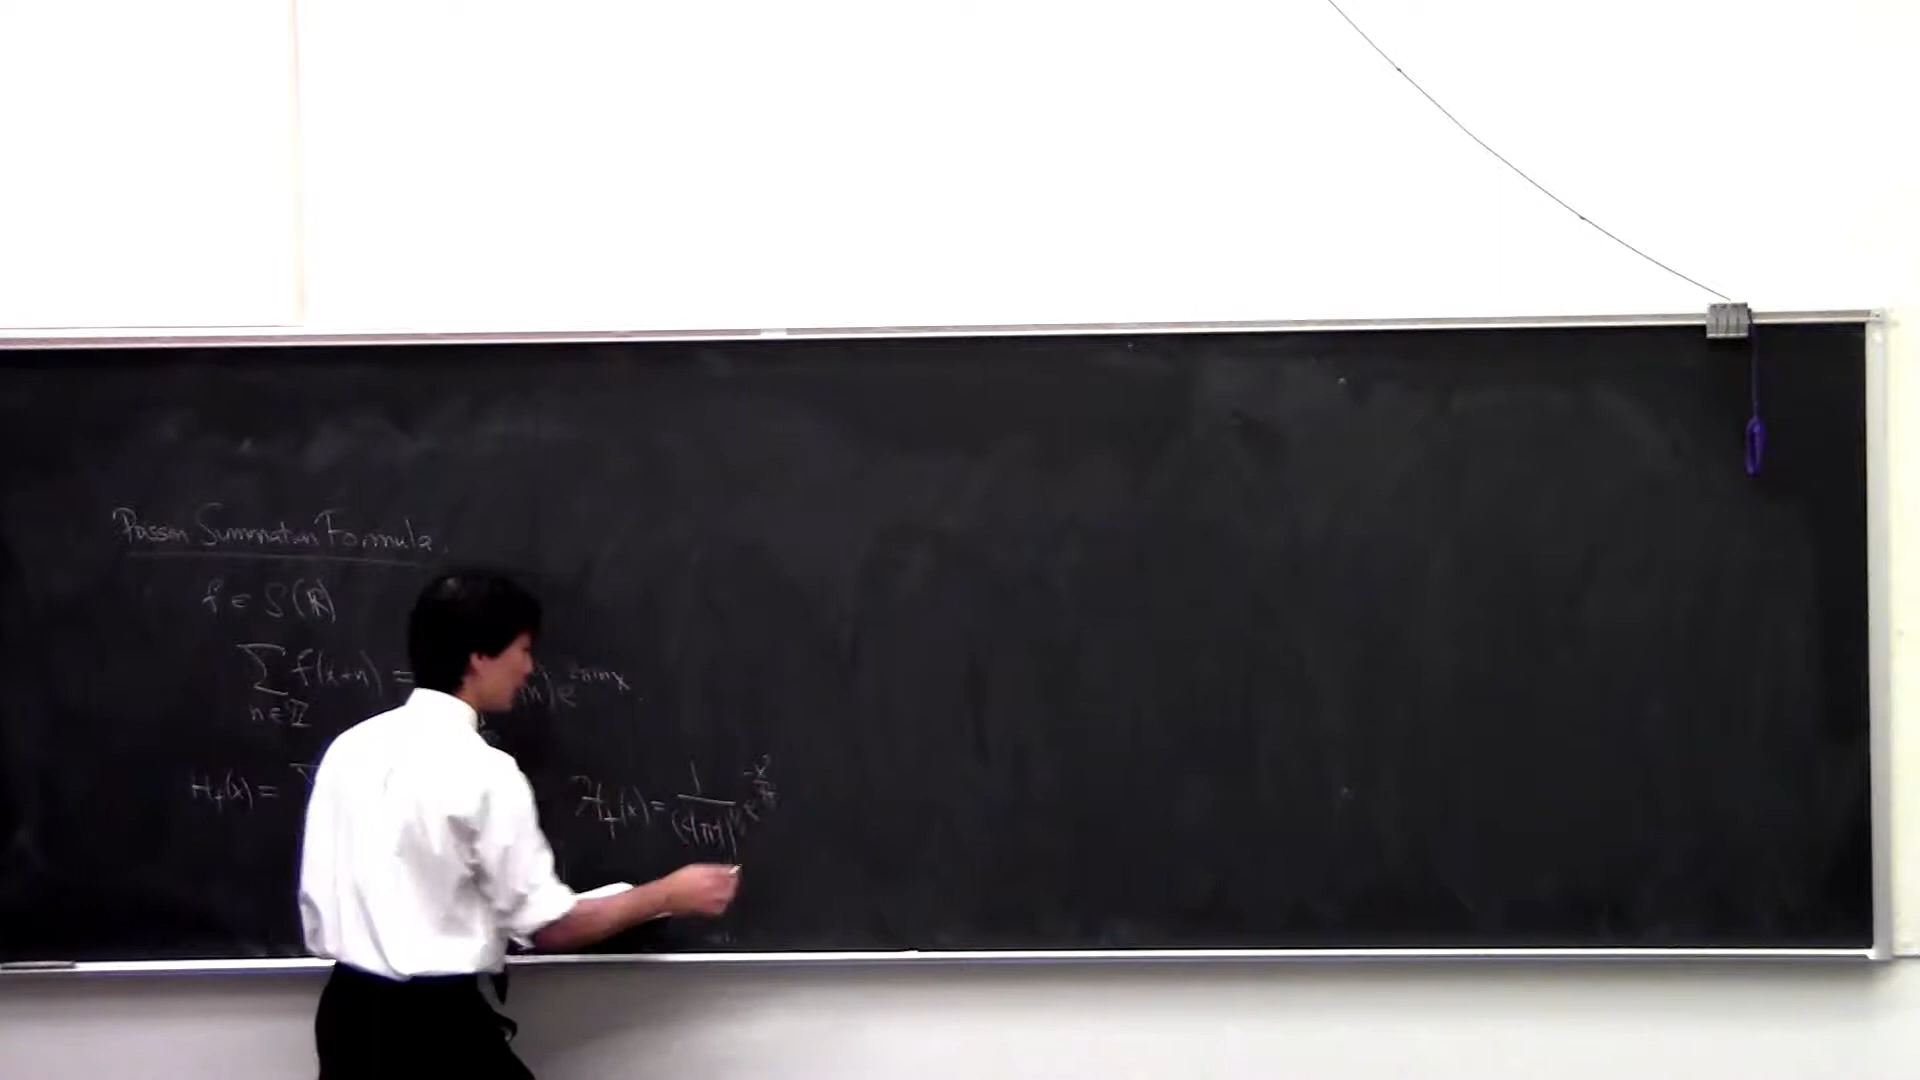 Poisson Summation Formula.
f ∈ S(ℝ)
∑ f(x+n) =
n∈ℤ
H_t(x) = ∑
ℋ_t(x) = 1/(4πt)^{1/2} e^{-x²/4t}